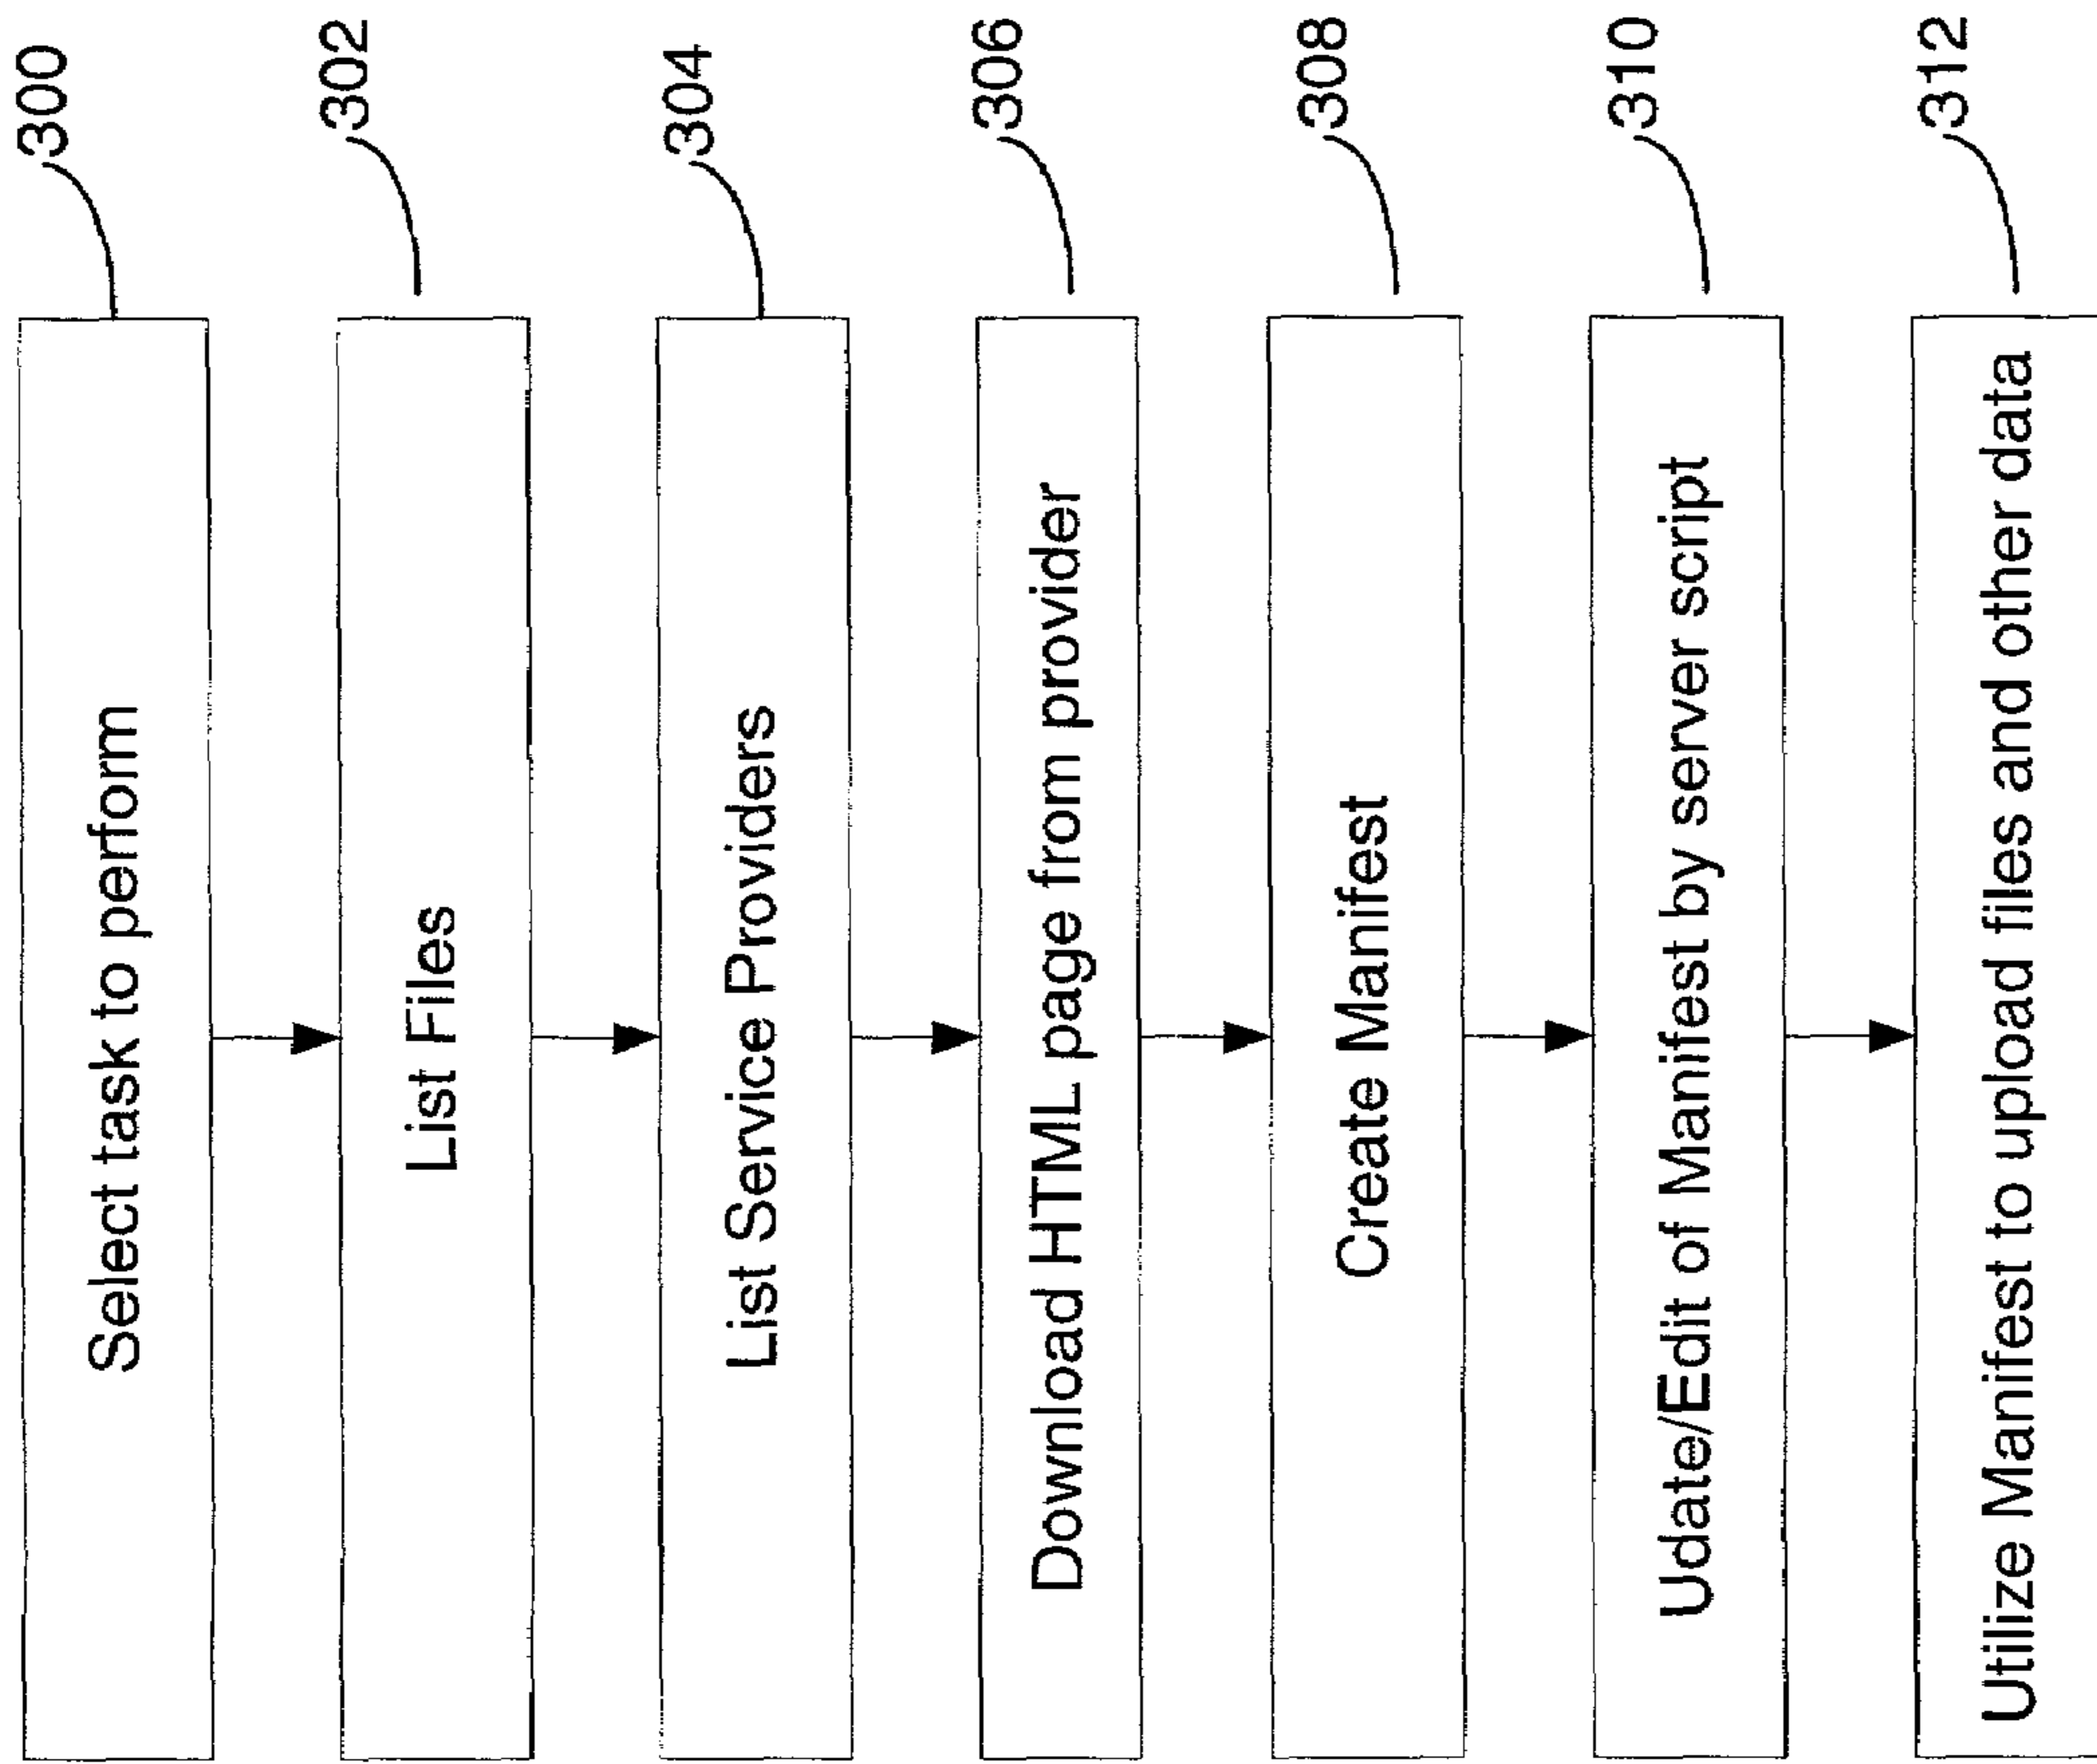 300
Select task to perform
302
List Files
304
List Service Providers
306
Download HTML page from provider
308
Create Manifest
310
Udate/Edit of Manifest by server script
312
Utilize Manifest to upload files and other data